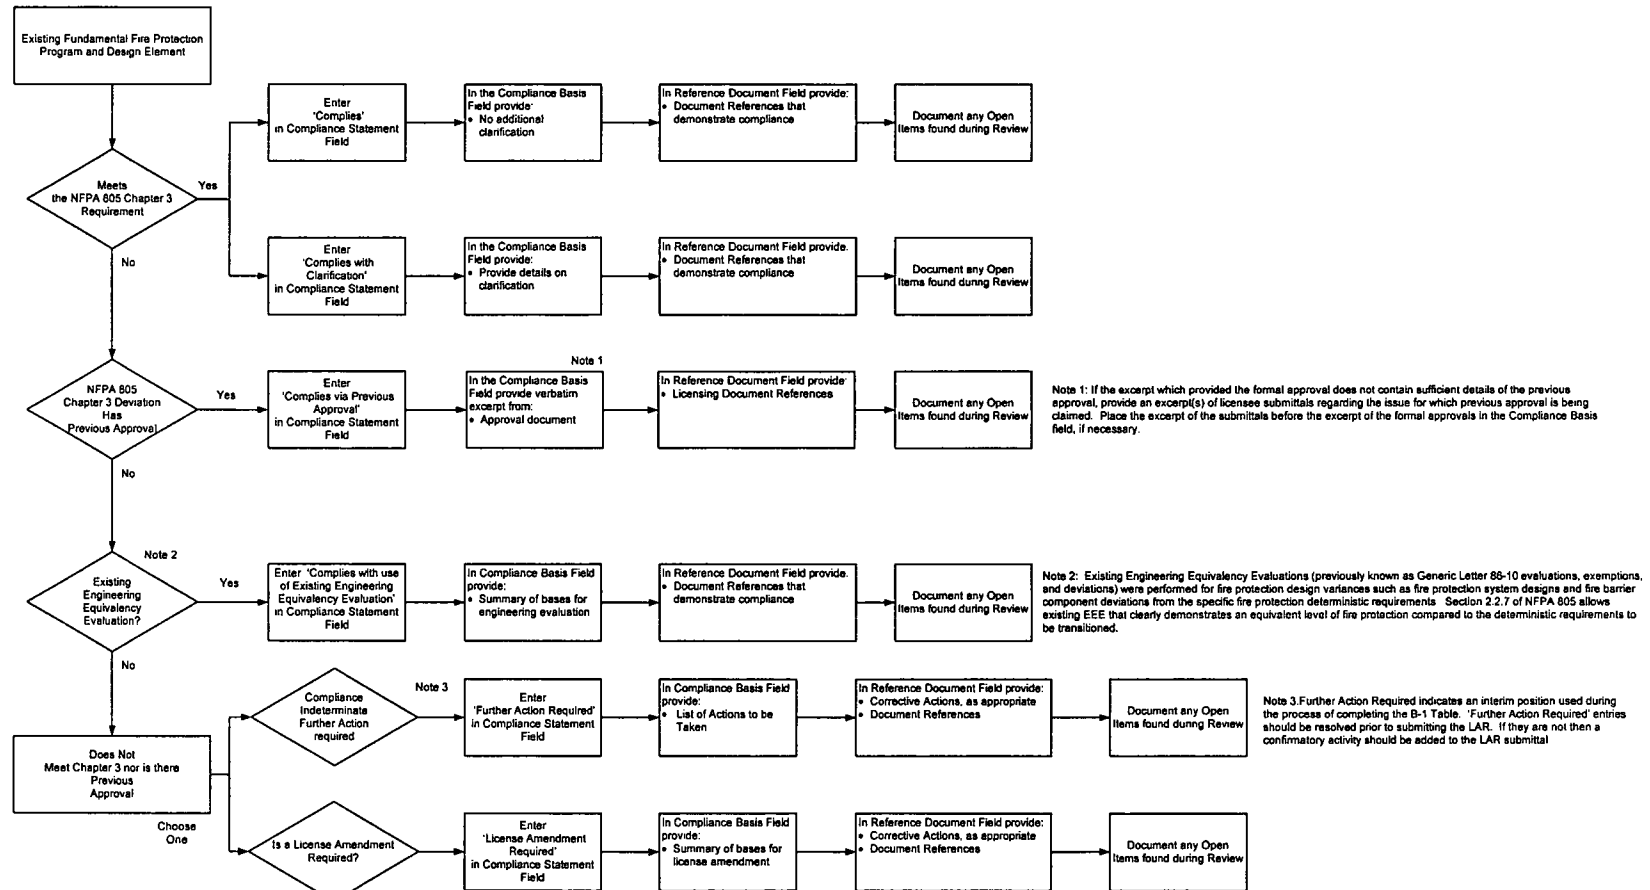 Existing Fundamental Fire Protection
Program and Design Element
Enter
'Complies'
in Compliance Statement
Field
In the Compliance Basis
Field provide:
• No additional
clarification
In Reference Document Field provide:
• Document References that
demonstrate compliance
Document any Open
Items found during Review
Meets
the NFPA 805 Chapter 3
Requirement
Yes
No
Enter
'Complies with
Clarification'
in Compliance Statement
Field
In the Compliance Basis
Field provide:
• Provide details on
clarification
In Reference Document Field provide.
• Document References that
demonstrate compliance
Document any Open
Items found during Review
NFPA 805
Chapter 3 Deviation
Has
Previous Approval
Yes
No
Enter
'Complies via Previous
Approval'
in Compliance Statement
Field
Note 1
In the Compliance Basis
Field provide verbatim
excerpt from:
• Approval document
In Reference Document Field provide
• Licensing Document References
Document any Open
Items found during Review
Note 1: If the excerpt which provided the formal approval does not contain sufficient details of the previous
approval, provide an excerpt(s) of licensee submittals regarding the issue for which previous approval is being
claimed. Place the excerpt of the submittals before the excerpt of the formal approvals in the Compliance Basis
field, if necessary.
Note 2
Existing
Engineering
Equivalency
Evaluation?
Yes
No
Enter 'Complies with use
of Existing Engineering
Equivalency Evaluation'
in Compliance Statement
Field
In Compliance Basis Field
provide:
• Summary of bases for
engineering evaluation
In Reference Document Field provide.
• Document References that
demonstrate compliance
Document any Open
Items found during Review
Note 2: Existing Engineering Equivalency Evaluations (previously known as Generic Letter 86-10 evaluations, exemptions,
and deviations) were performed for fire protection design variances such as fire protection system designs and fire barrier
component deviations from the specific fire protection deterministic requirements Section 2.2.7 of NFPA 805 allows
existing EEE that clearly demonstrates an equivalent level of fire protection compared to the deterministic requirements to
be transitioned.
Does Not
Meet Chapter 3 nor is there
Previous
Approval
Choose
One
Compliance
Indeterminate
Further Action
required
Note 3
Enter
'Further Action Required'
in Compliance Statement
Field
In Compliance Basis Field
provide:
• List of Actions to be
Taken
In Reference Document Field provide:
• Corrective Actions, as appropriate
• Document References
Document any Open
Items found during Review
Note 3.Further Action Required indicates an interim position used during
the process of completing the B-1 Table. 'Further Action Required' entries
should be resolved prior to submitting the LAR. If they are not then a
confirmatory activity should be added to the LAR submittal
Is a License Amendment
Required?
Enter
'License Amendment
Required'
in Compliance Statement
Field
In Compliance Basis Field
provide:
• Summary of bases for
license amendment
In Reference Document Field provide:
• Corrective Actions, as appropriate
• Document References
Document any Open
Items found during Review